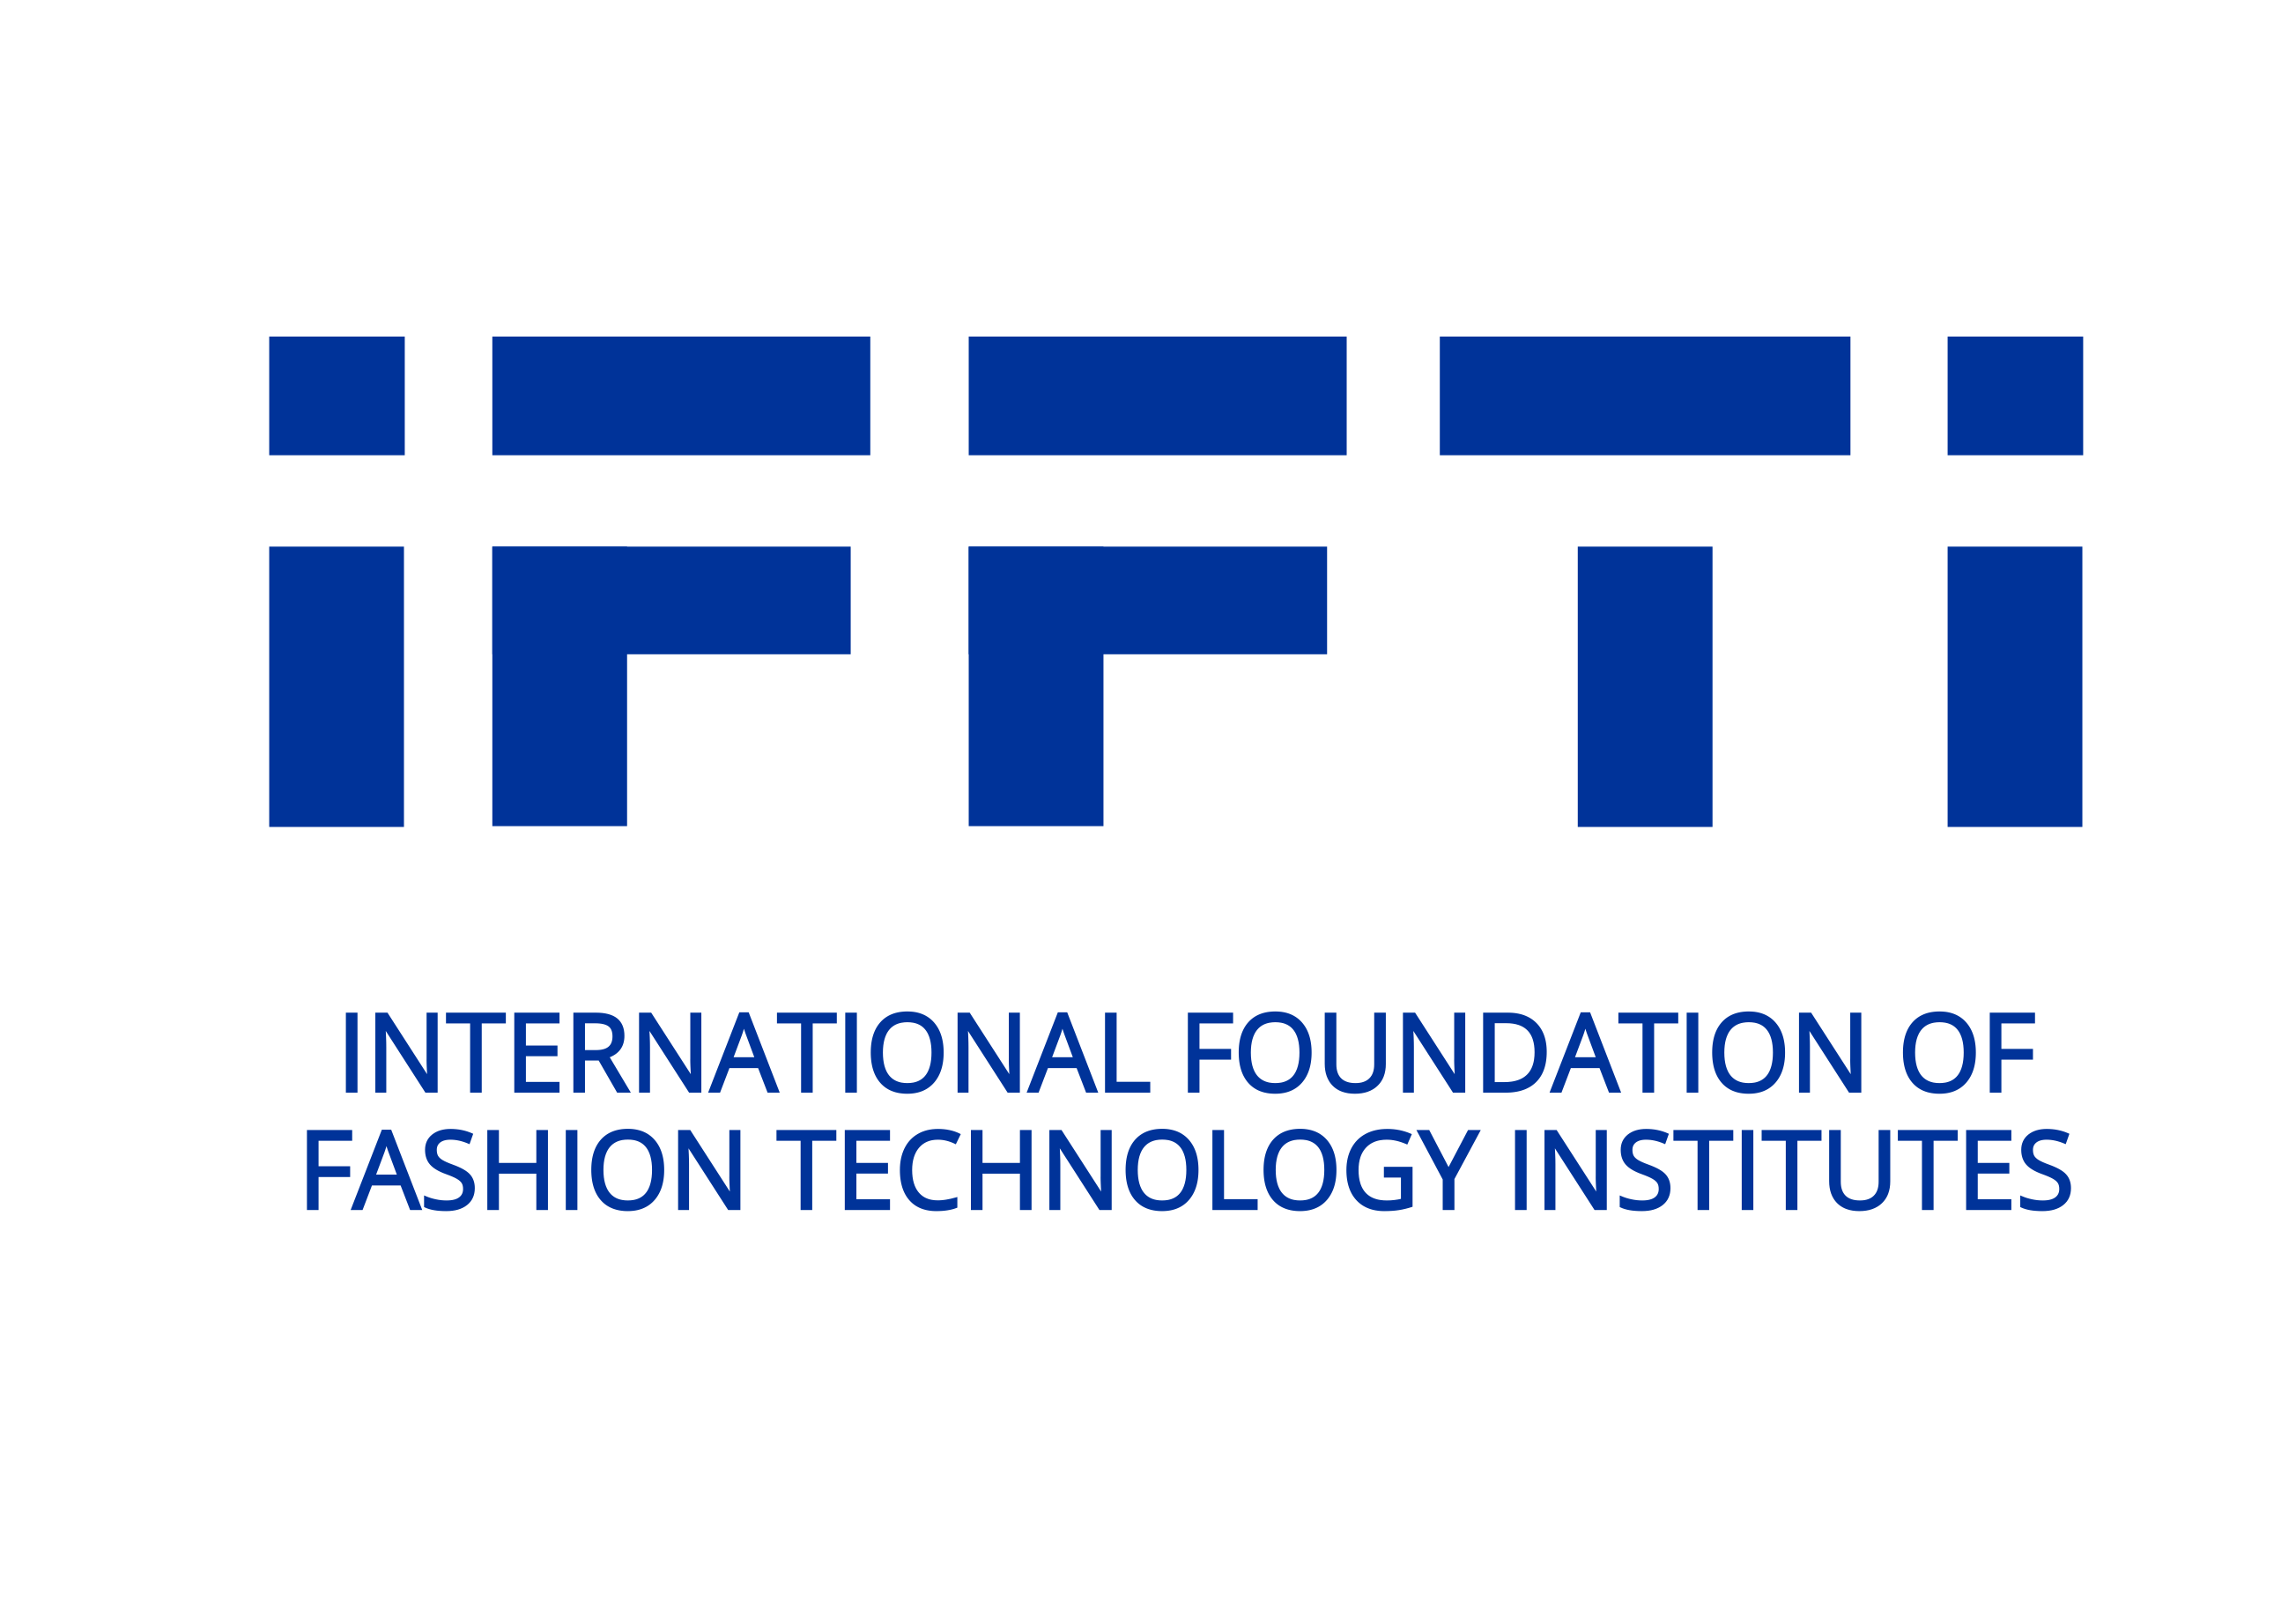 iFFTi
INTERNATIONAL FOUNDATION OF
FASHION TECHNOLOGY INSTITUTES